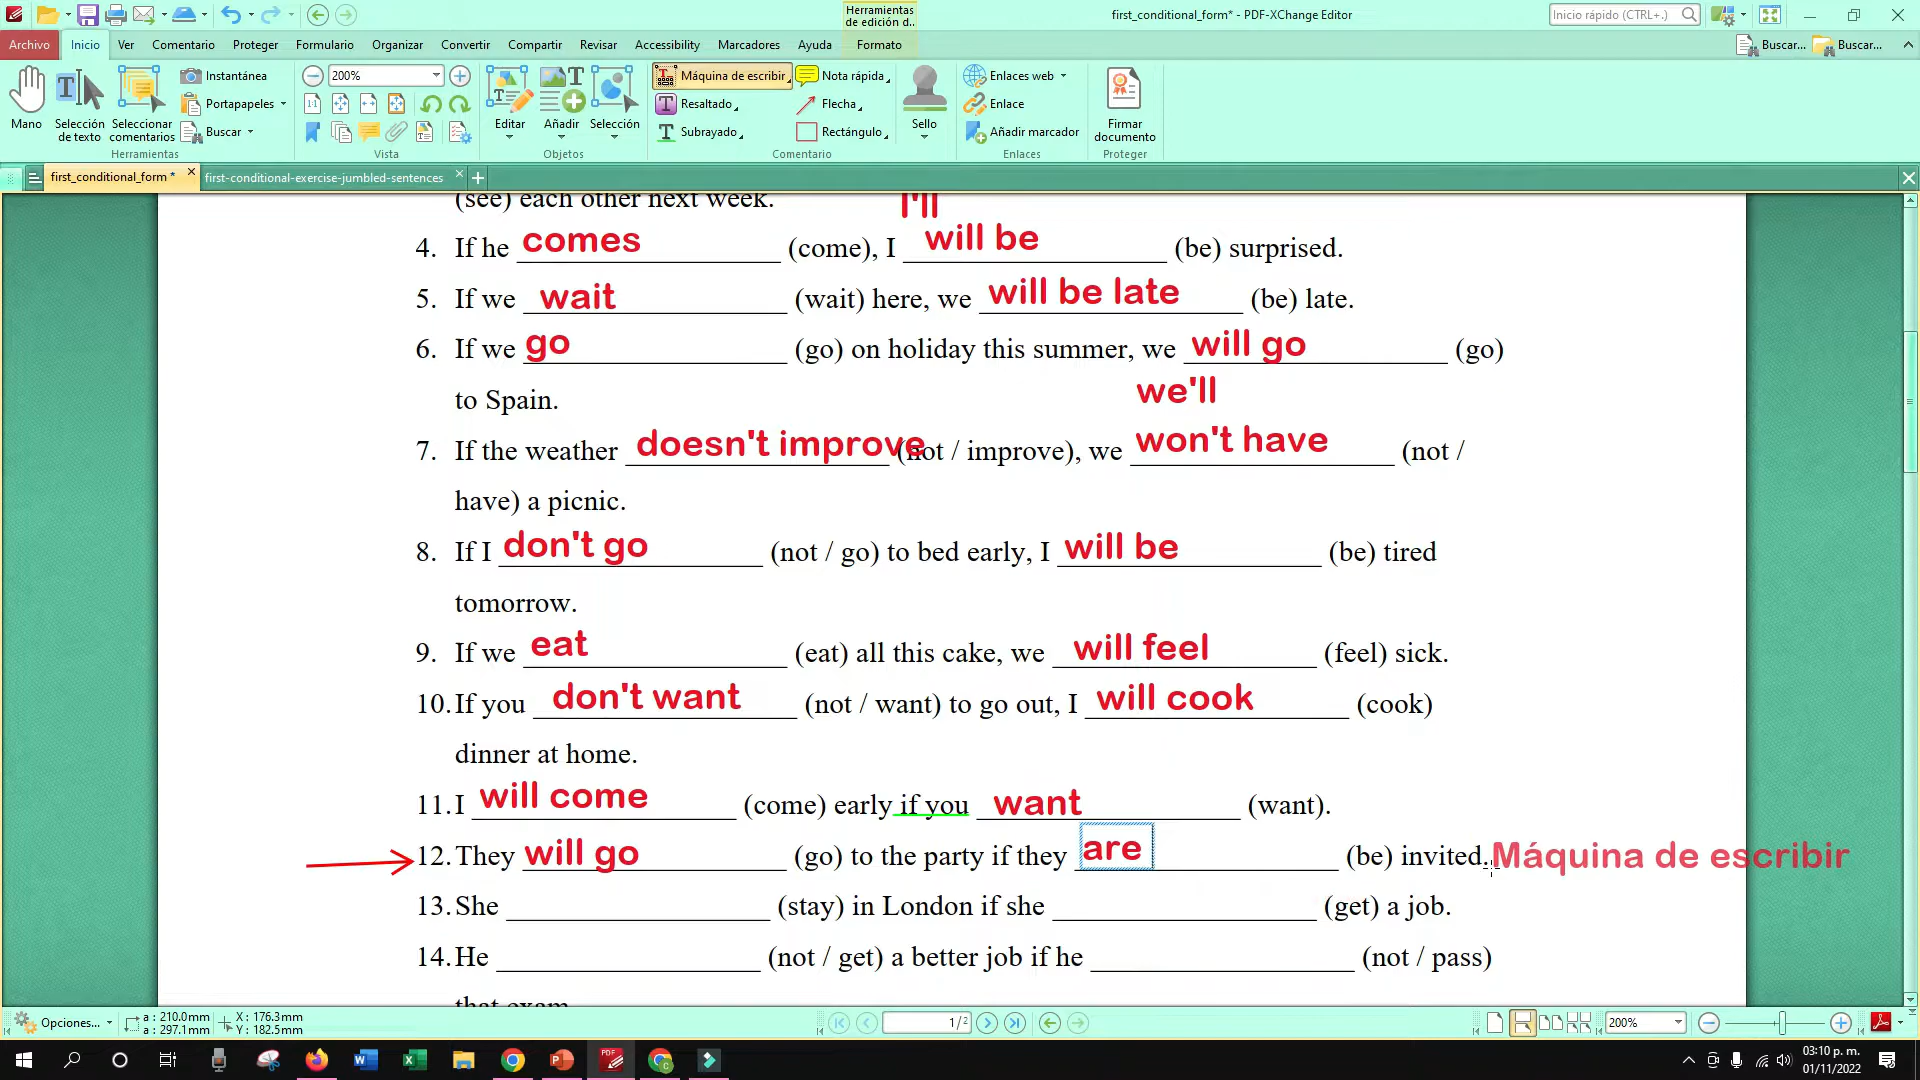 Herramientas
de edición d..
first_conditional_form* - PDF-XChange Editor
Inicio rápido (CTRL+.)
Archivo Inicio Ver Comentario Proteger Formulario Organizar Convertir Compartir Revisar Accessibility Marcadores Ayuda Formato Buscar... Buscar...
Mano
Selección
de texto
Seleccionar
comentarios
Instantánea
Portapapeles
Buscar
Herramientas
200%
Vista
Editar Añadir Selección
Objetos
Máquina de escribir Nota rápida
Resaltado Flecha
Subrayado Rectángulo
Sello
Comentario
Enlaces web
Enlace
Añadir marcador
Enlaces
Firmar
documento
Proteger
first_conditional_form * first-conditional-exercise-jumbled-sentences
(see) each other next week. I'll
4. If he comes (come), I will be (be) surprised.
5. If we wait (wait) here, we will be late (be) late.
6. If we go (go) on holiday this summer, we will go (go)
to Spain. we'll
7. If the weather doesn't improve (not / improve), we won't have (not /
have) a picnic.
8. If I don't go (not / go) to bed early, I will be (be) tired
tomorrow.
9. If we eat (eat) all this cake, we will feel (feel) sick.
10. If you don't want (not / want) to go out, I will cook (cook)
dinner at home.
11. I will come (come) early if you want (want).
12. They will go (go) to the party if they are (be) invited. Máquina de escribir
13. She ____ (stay) in London if she ____ (get) a job.
14. He ____ (not / get) a better job if he ____ (not / pass)
that exam
Opciones... a : 210.0mm X : 176.3mm
a : 297.1mm Y : 182.5mm
1/2
200%
03:10 p. m.
01/11/2022